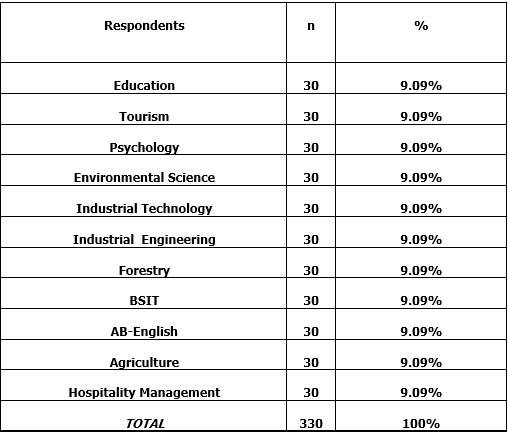 Respondents n %
Education 30 9.09%
Tourism 30 9.09%
Psychology 30 9.09%
Environmental Science 30 9.09%
Industrial Technology 30 9.09%
Industrial Engineering 30 9.09%
Forestry 30 9.09%
BSIT 30 9.09%
AB-English 30 9.09%
Agriculture 30 9.09%
Hospitality Management 30 9.09%
TOTAL 330 100%